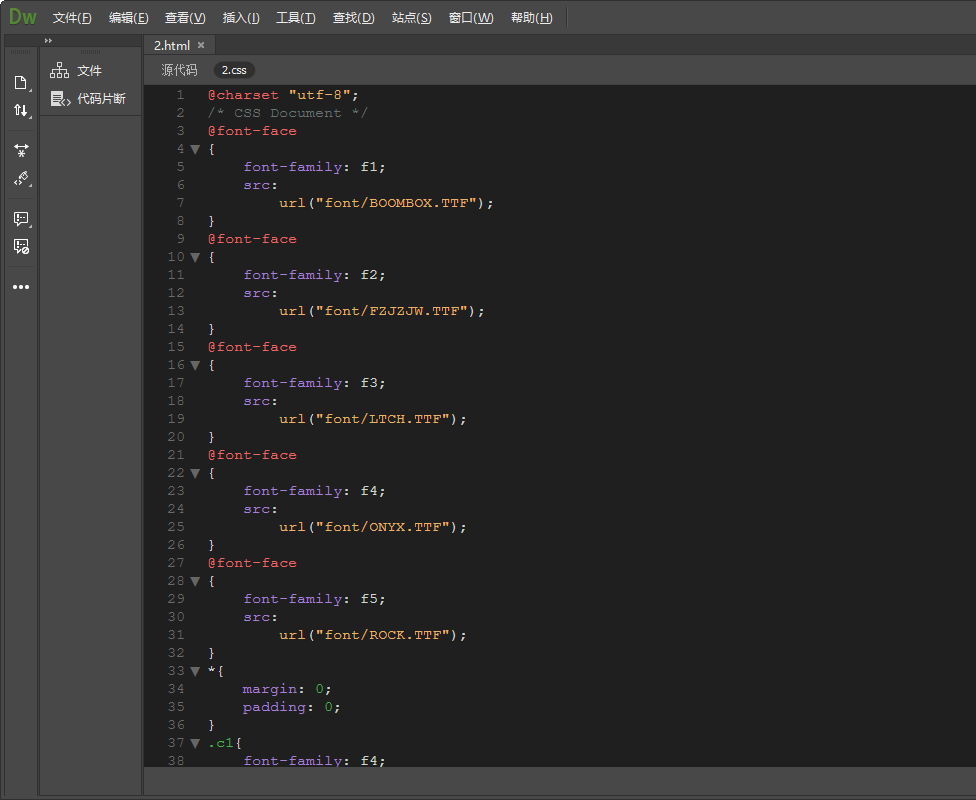 Dw 文件(F) 编辑(E) 查看(V) 插入(I) 工具(T) 查找(D) 站点(S) 窗口(W) 帮助(H)
2.html ×
文件
代码片断
源代码 2.css
1 @charset "utf-8";
2 /* CSS Document */
3 @font-face
4 {
5 font-family: f1;
6 src:
7 url("font/BOOMBOX.TTF");
8 }
9 @font-face
10 {
11 font-family: f2;
12 src:
13 url("font/FZJZJW.TTF");
14 }
15 @font-face
16 {
17 font-family: f3;
18 src:
19 url("font/LTCH.TTF");
20 }
21 @font-face
22 {
23 font-family: f4;
24 src:
25 url("font/ONYX.TTF");
26 }
27 @font-face
28 {
29 font-family: f5;
30 src:
31 url("font/ROCK.TTF");
32 }
33 *{
34 margin: 0;
35 padding: 0;
36 }
37 .c1{
38 font-family: f4;